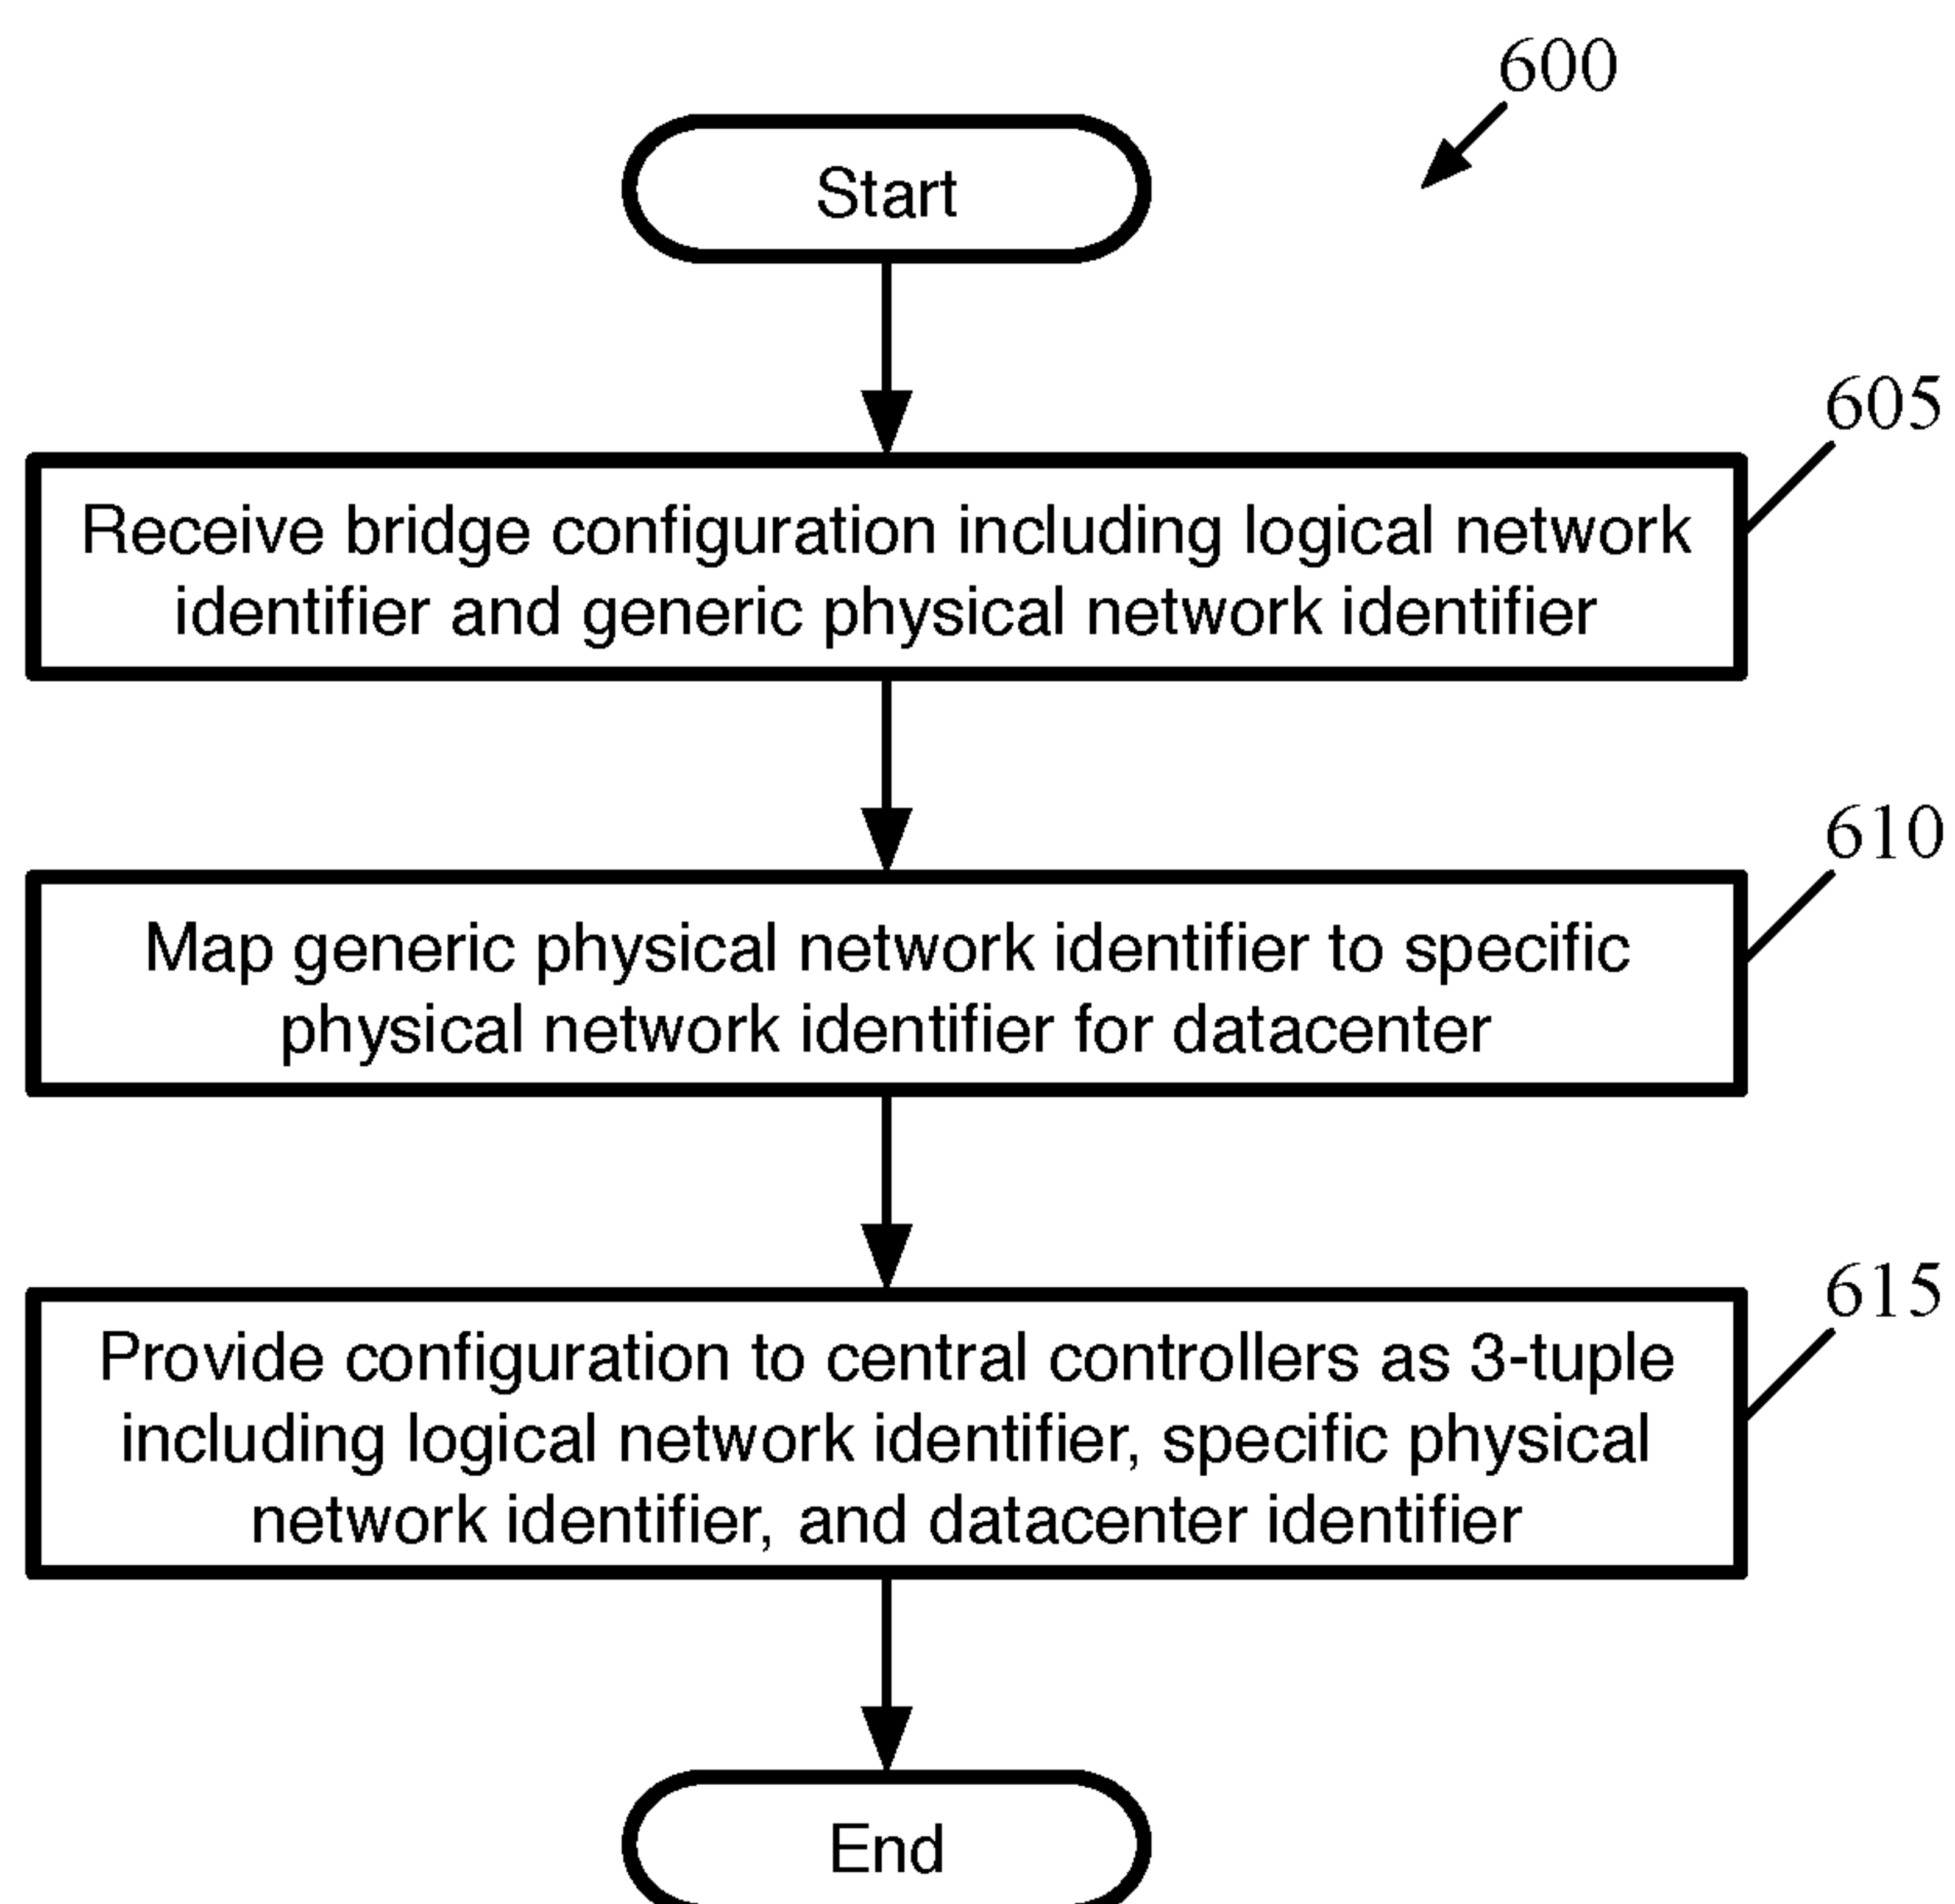 600
Start
605
Receive bridge configuration including logical network
identifier and generic physical network identifier
610
Map generic physical network identifier to specific
physical network identifier for datacenter
615
Provide configuration to central controllers as 3-tuple
including logical network identifier, specific physical
network identifier, and datacenter identifier
End